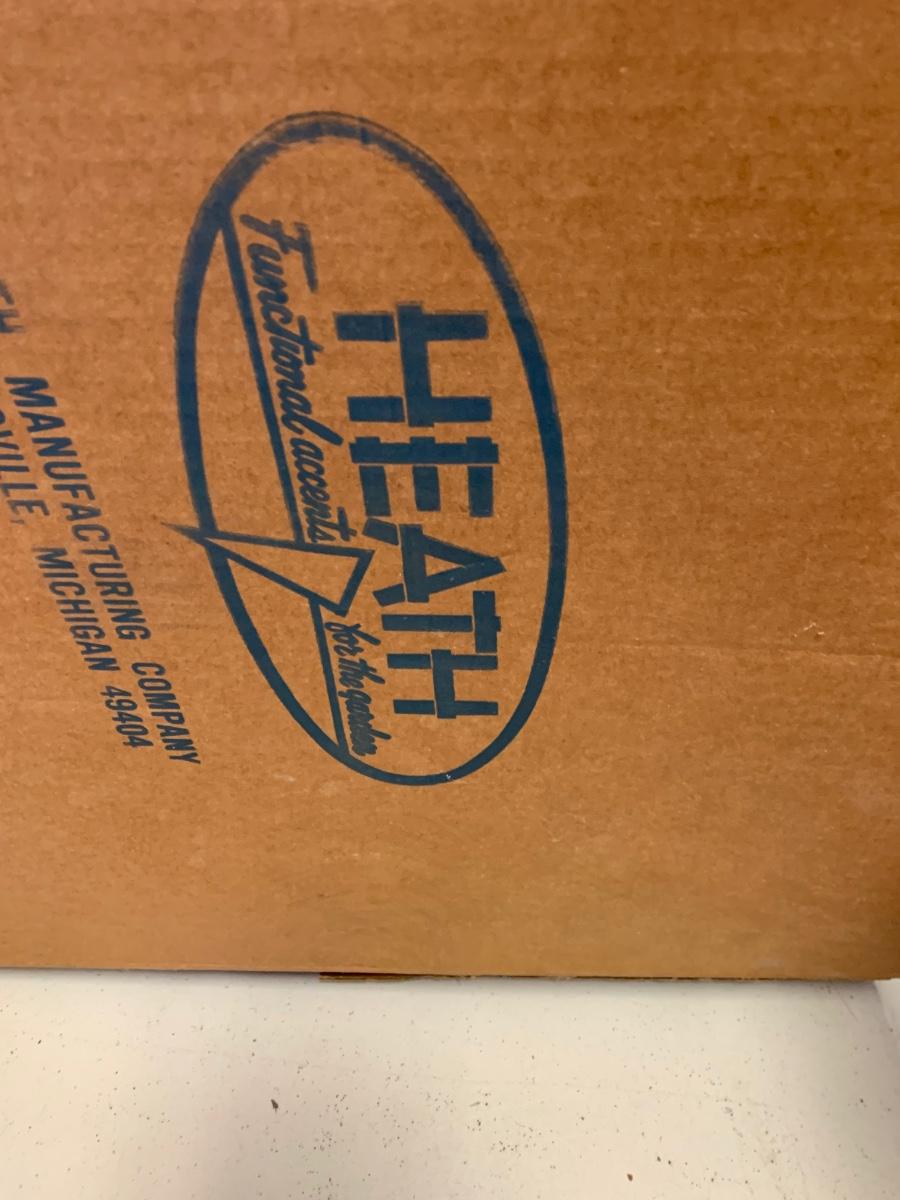 HEATH
Functional accents for the garden
MANUFACTURING COMPANY
MICHIGAN 49404